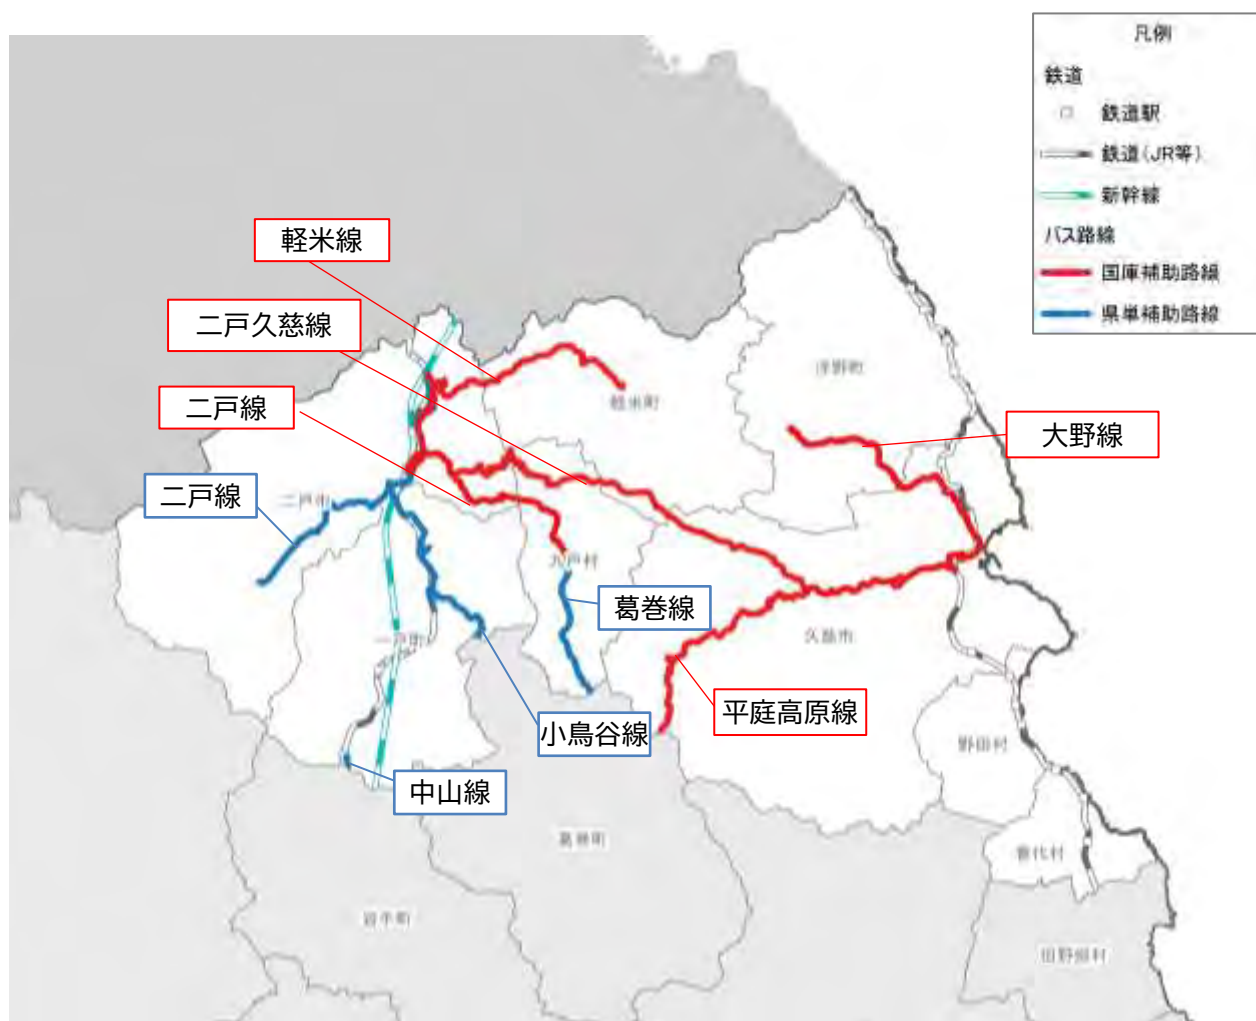 凡例
鉄道
鉄道駅
鉄道(JR等)
新幹線
バス路線
国庫補助路線
県単補助路線
軽米線
二戸久慈線
二戸線
大野線
二戸線
葛巻線
平庭高原線
小鳥谷線
中山線
洋野町
軽米町
二戸市
九戸村
一戸町
久慈市
野田村
普代村
葛巻町
岩手町
田野畑村